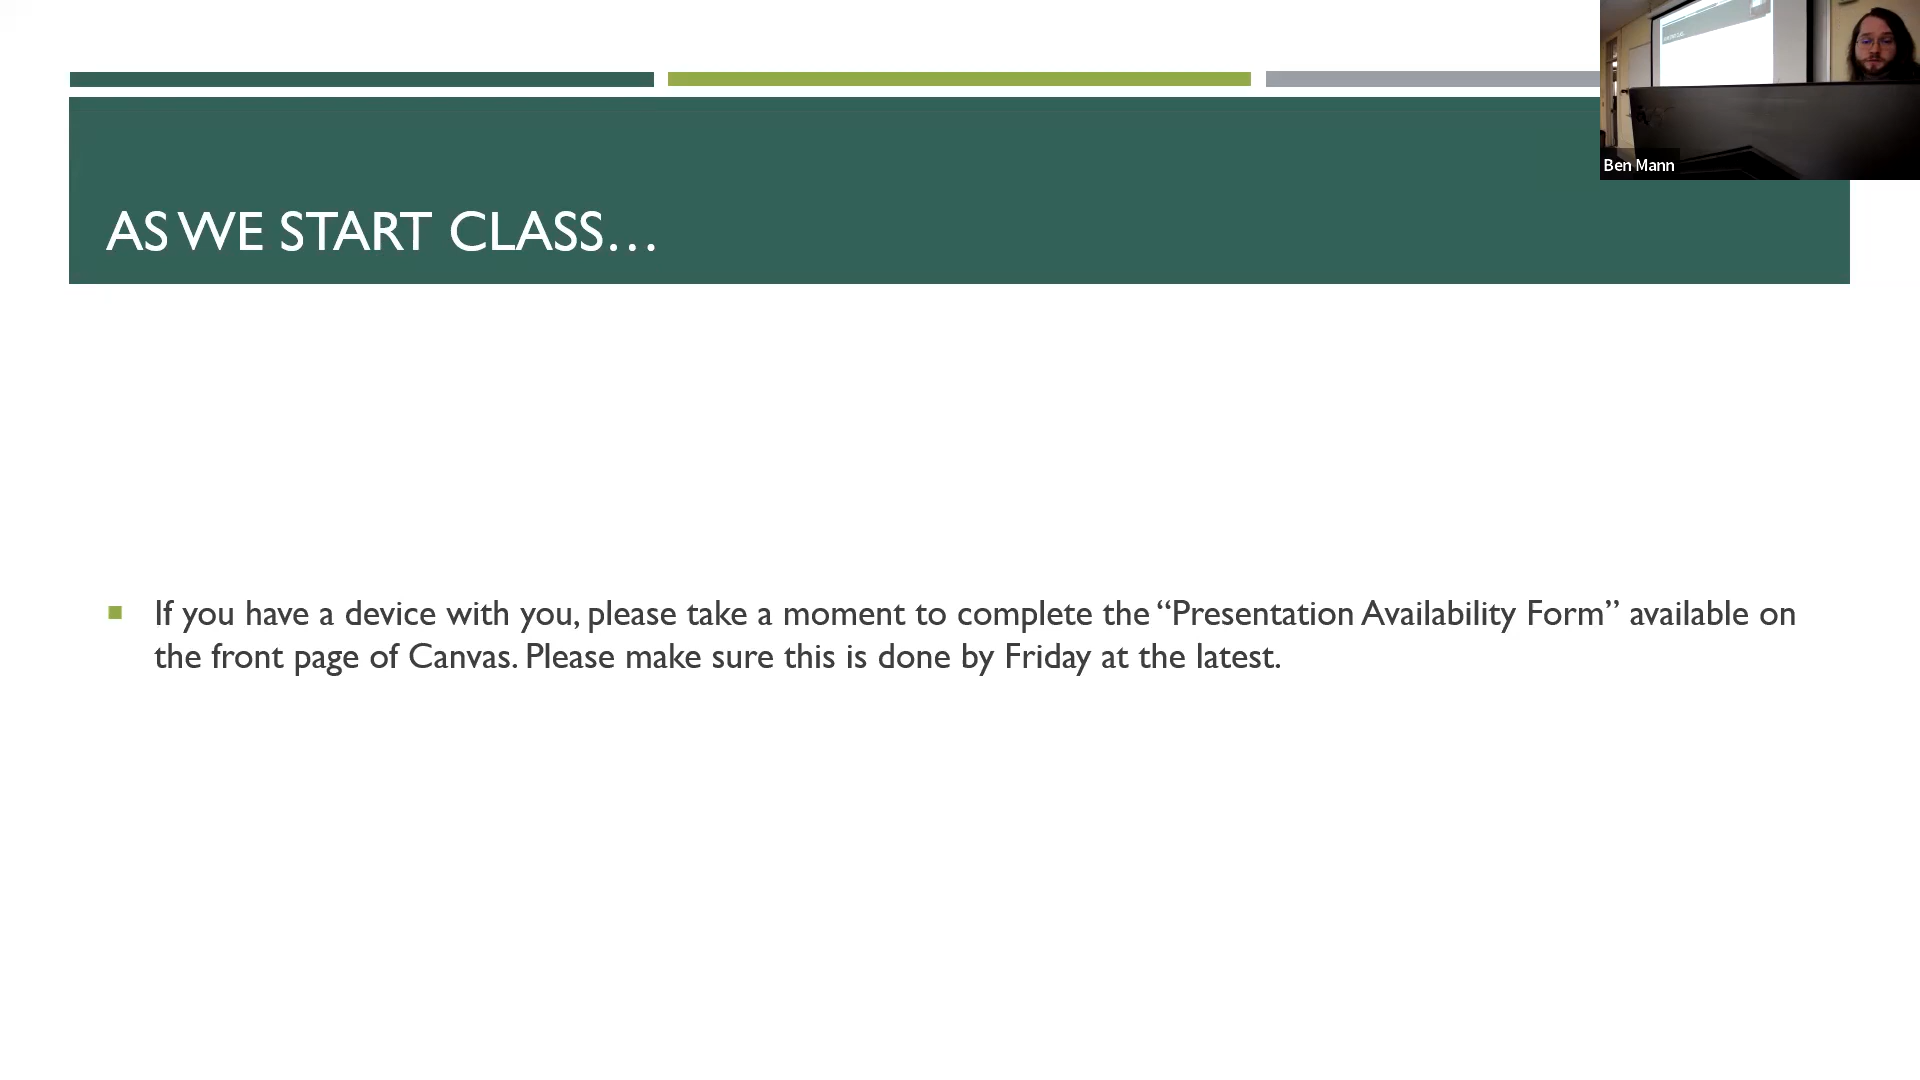 Ben Mann
AS WE START CLASS…
If you have a device with you, please take a moment to complete the “Presentation Availability Form” available on
the front page of Canvas. Please make sure this is done by Friday at the latest.